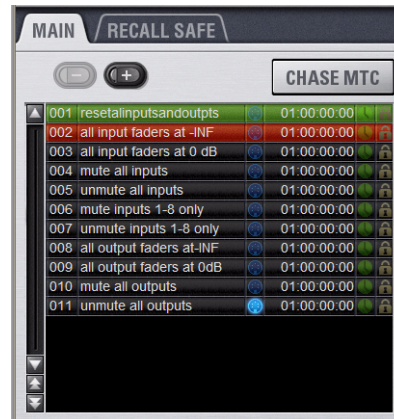 MAIN RECALL SAFE
CHASE MTC
001 resetalinputsandoutpts 01:00:00:00
002 all input faders at -INF 01:00:00:00
003 all input faders at 0 dB 01:00:00:00
004 mute all inputs 01:00:00:00
005 unmute all inputs 01:00:00:00
006 mute inputs 1-8 only 01:00:00:00
007 unmute inputs 1-8 only 01:00:00:00
008 all output faders at-INF 01:00:00:00
009 all output faders at 0dB 01:00:00:00
010 mute all outputs 01:00:00:00
011 unmute all outputs 01:00:00:00